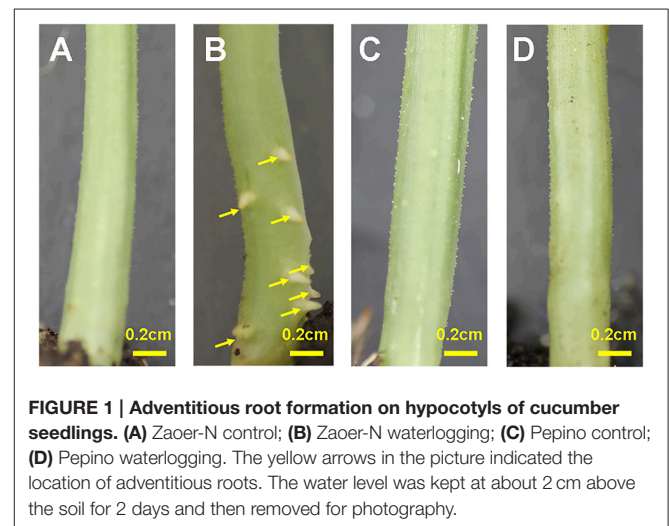 A B C D
0.2cm 0.2cm 0.2cm 0.2cm
FIGURE 1 | Adventitious root formation on hypocotyls of cucumber
seedlings. (A) Zaoer-N control; (B) Zaoer-N waterlogging; (C) Pepino control;
(D) Pepino waterlogging. The yellow arrows in the picture indicated the
location of adventitious roots. The water level was kept at about 2 cm above
the soil for 2 days and then removed for photography.